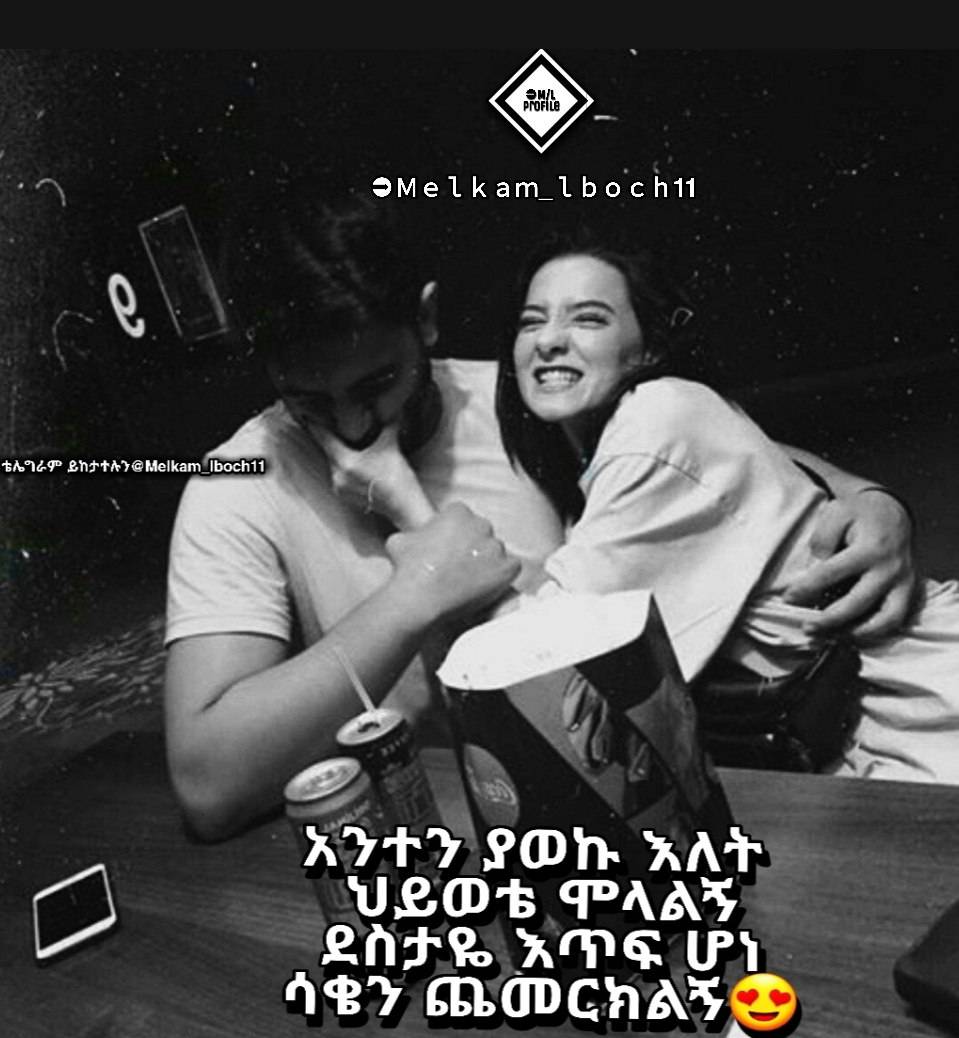 M/L
PROFILE
Melkam_lboch11
ቴሌግራም ይከታተሉን@Melkam_lboch11
አንተን ያወኩ እለት
ህይወቴ ሞላልኝ
ደስታዬ እጥፍ ሆነ
ሳቄን ጨመርክልኝ😍